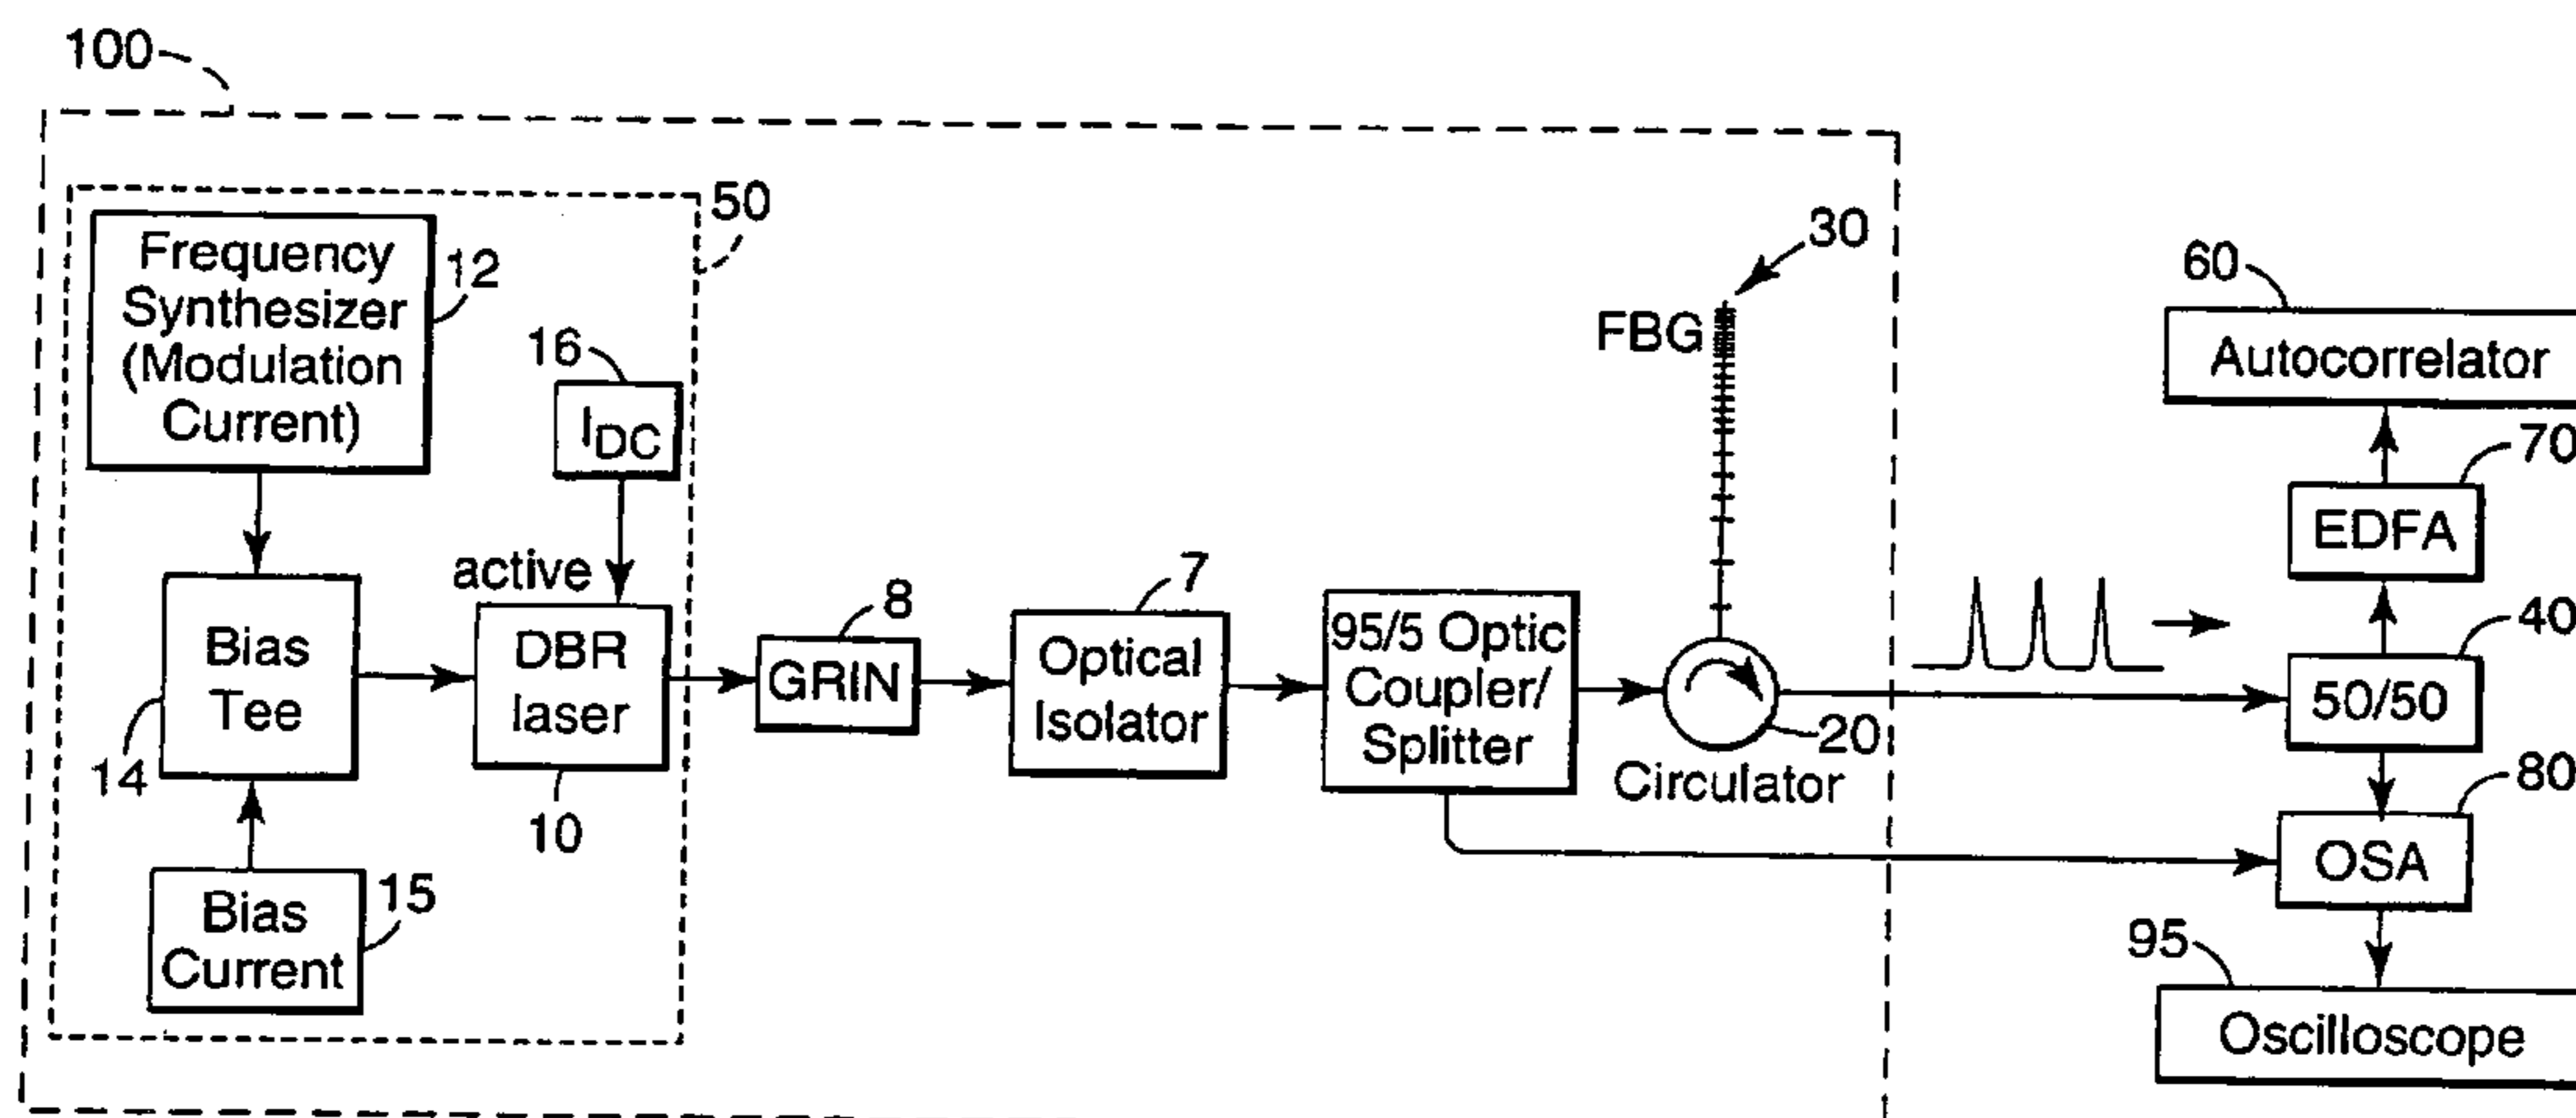 100
50
Frequency
Synthesizer
(Modulation
Current)
12
16
IDC
active
Bias
Tee
14
DBR
laser
10
Bias
Current
15
GRIN
8
Optical
Isolator
7
95/5 Optic
Coupler/
Splitter
30
FBG
20
Circulator
60
Autocorrelator
70
EDFA
40
50/50
80
OSA
95
Oscilloscope